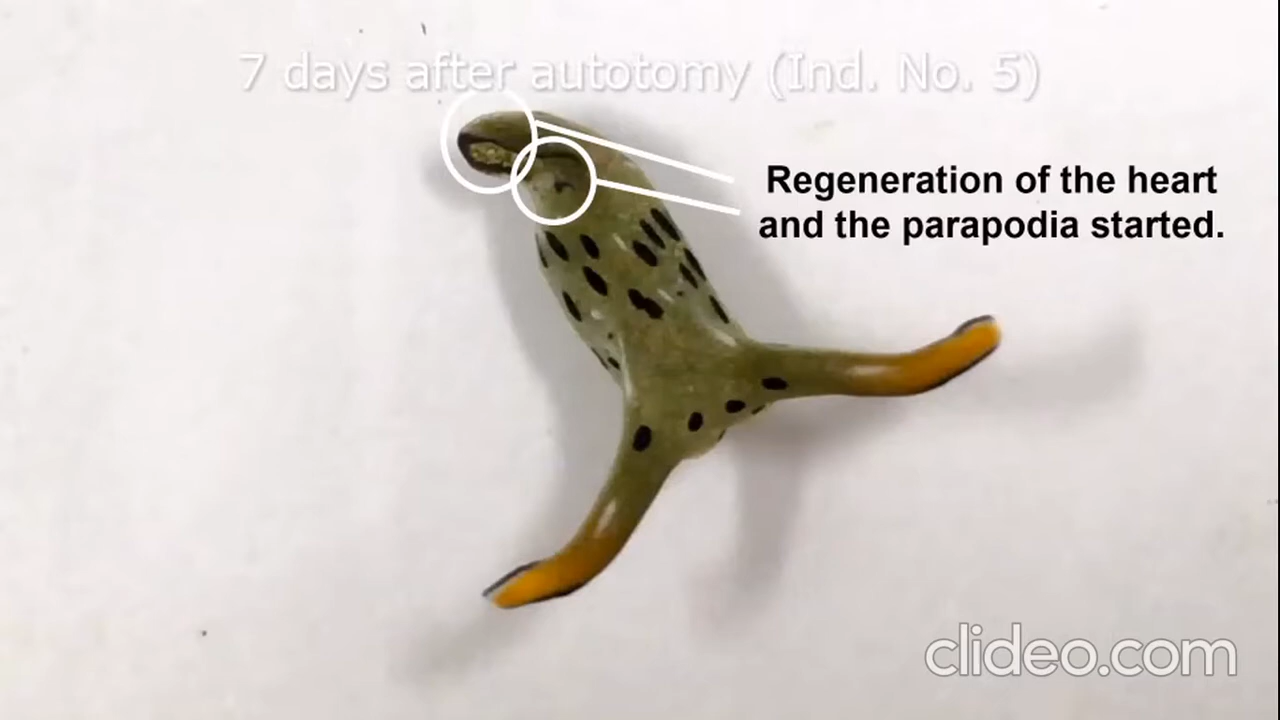 7 days after autotomy (Ind. No. 5)
Regeneration of the heart
and the parapodia started.
clideo.com